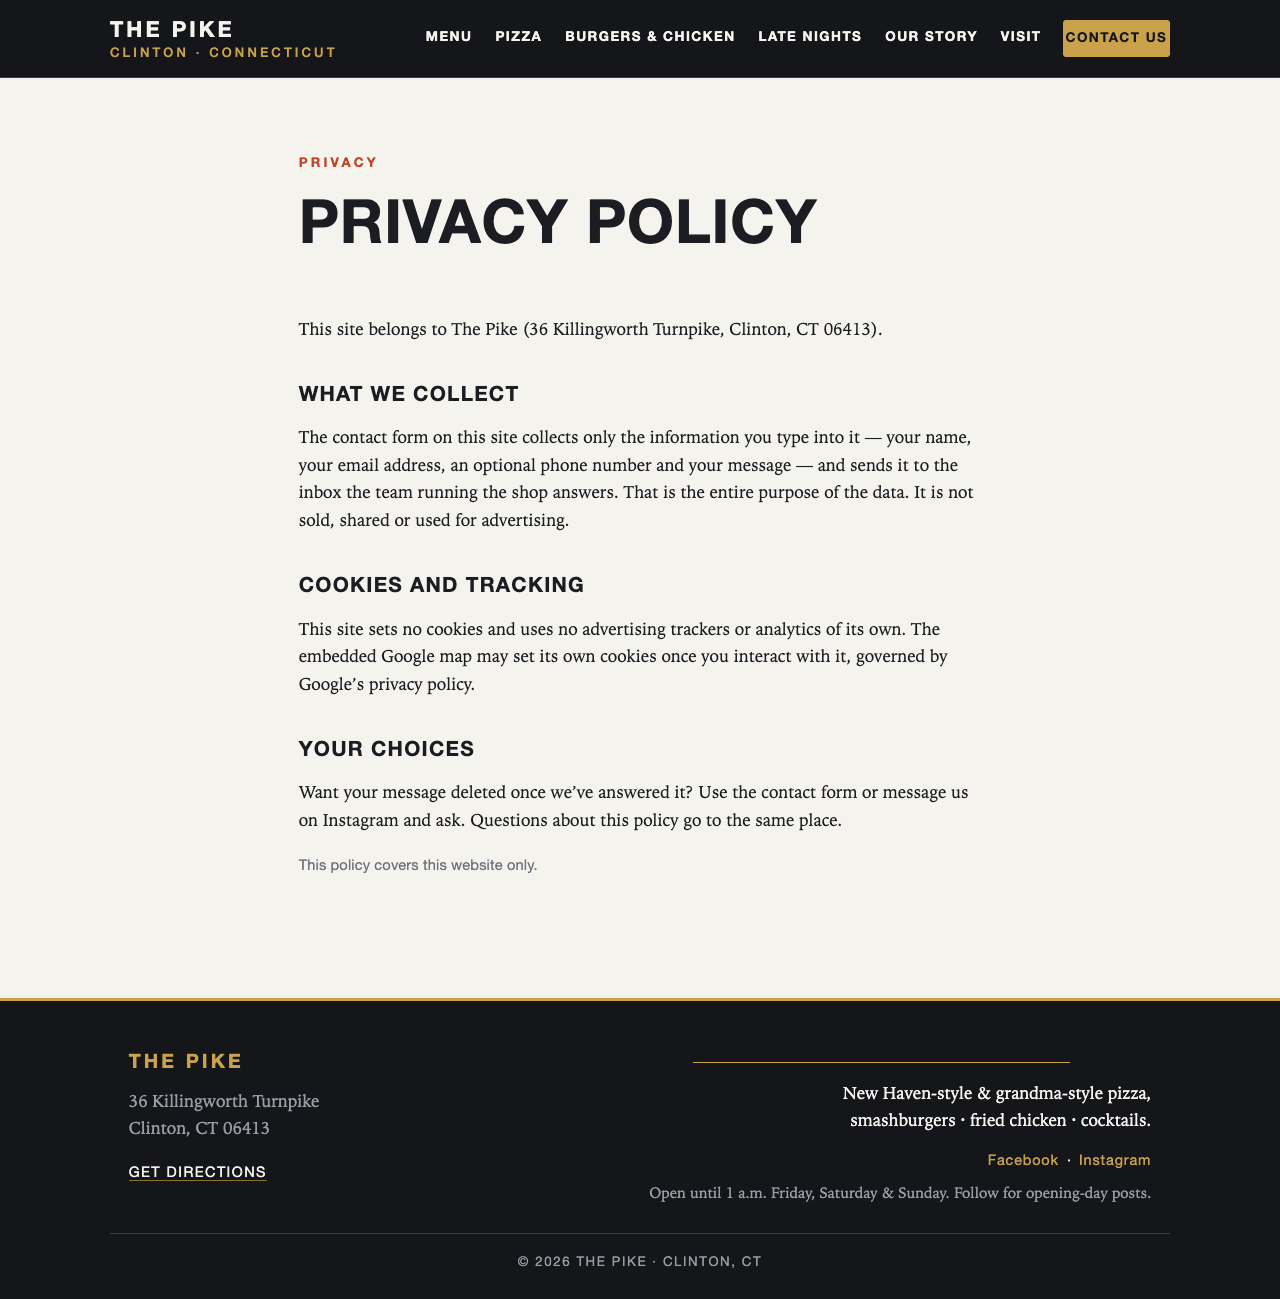 THE PIKE
CLINTON · CONNECTICUT
MENU
PIZZA
BURGERS & CHICKEN
LATE NIGHTS
OUR STORY
VISIT
CONTACT US
PRIVACY
PRIVACY POLICY
This site belongs to The Pike (36 Killingworth Turnpike, Clinton, CT 06413).
WHAT WE COLLECT
The contact form on this site collects only the information you type into it — your name,
your email address, an optional phone number and your message — and sends it to the
inbox the team running the shop answers. That is the entire purpose of the data. It is not
sold, shared or used for advertising.
COOKIES AND TRACKING
This site sets no cookies and uses no advertising trackers or analytics of its own. The
embedded Google map may set its own cookies once you interact with it, governed by
Google’s privacy policy.
YOUR CHOICES
Want your message deleted once we’ve answered it? Use the contact form or message us
on Instagram and ask. Questions about this policy go to the same place.
This policy covers this website only.
THE PIKE
36 Killingworth Turnpike
Clinton, CT 06413
GET DIRECTIONS
New Haven-style & grandma-style pizza,
smashburgers · fried chicken · cocktails.
Facebook · Instagram
Open until 1 a.m. Friday, Saturday & Sunday. Follow for opening-day posts.
© 2026 THE PIKE · CLINTON, CT